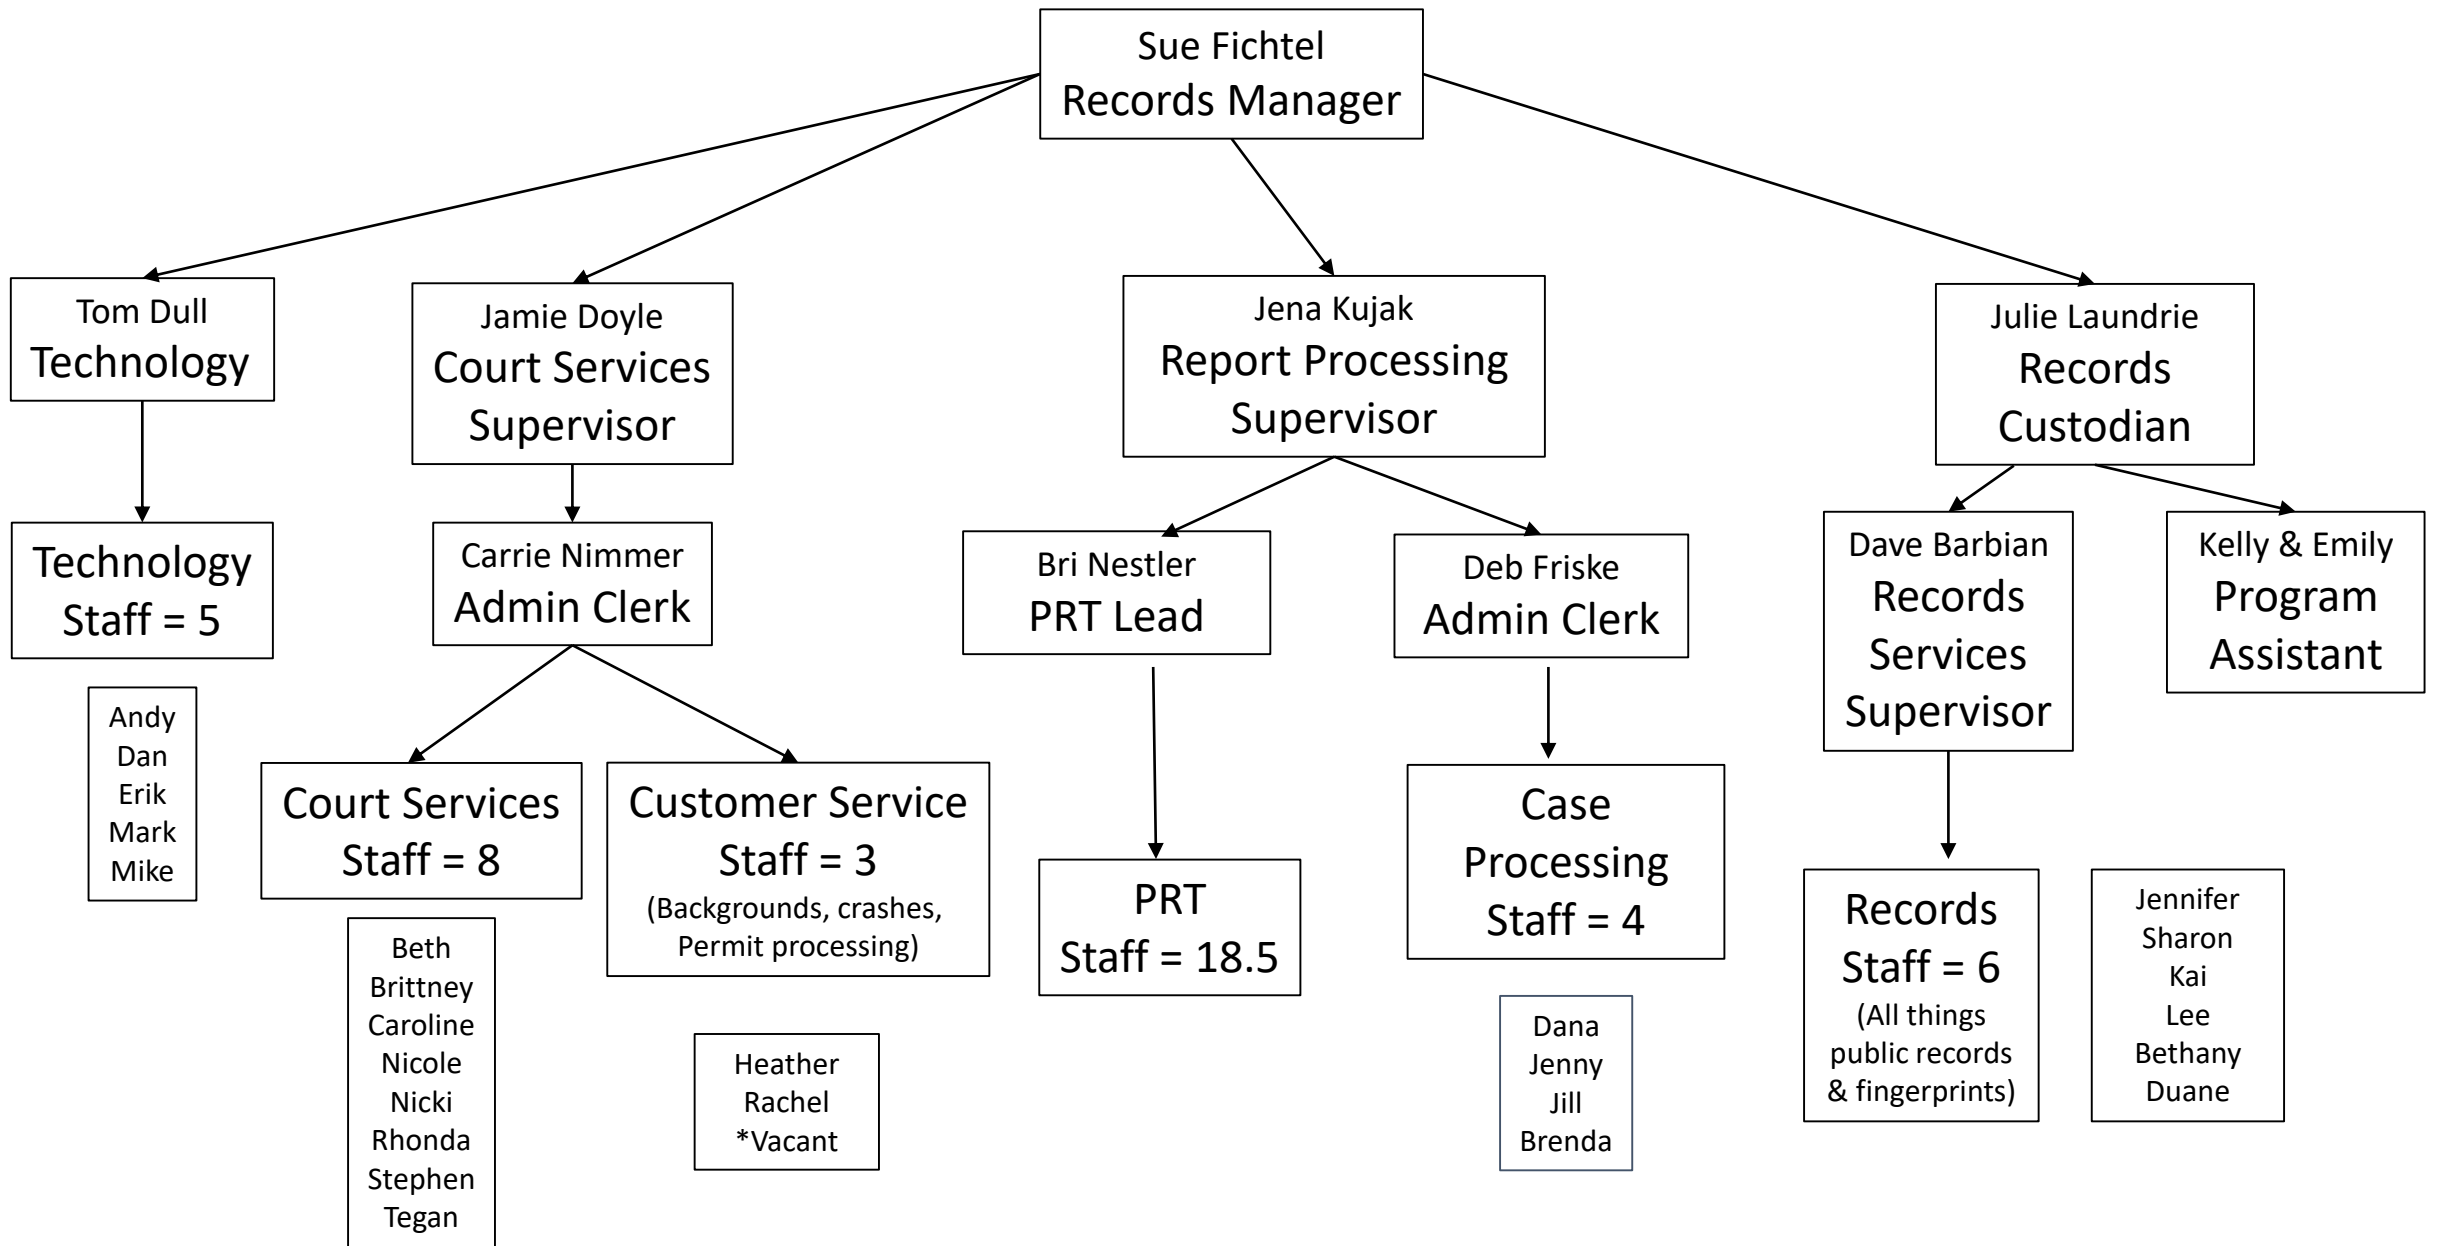 Sue Fichtel
Records Manager
Tom Dull
Technology
Jamie Doyle
Court Services
Supervisor
Jena Kujak
Report Processing
Supervisor
Julie Laundrie
Records
Custodian
Technology
Staff = 5
Andy
Dan
Erik
Mark
Mike
Carrie Nimmer
Admin Clerk
Court Services
Staff = 8
Beth
Brittney
Caroline
Nicole
Nicki
Rhonda
Stephen
Tegan
Customer Service
Staff = 3
(Backgrounds, crashes,
Permit processing)
Heather
Rachel
*Vacant
Bri Nestler
PRT Lead
PRT
Staff = 18.5
Deb Friske
Admin Clerk
Case
Processing
Staff = 4
Dana
Jenny
Jill
Brenda
Dave Barbian
Records
Services
Supervisor
Records
Staff = 6
(All things
public records
& fingerprints)
Jennifer
Sharon
Kai
Lee
Bethany
Duane
Kelly & Emily
Program
Assistant